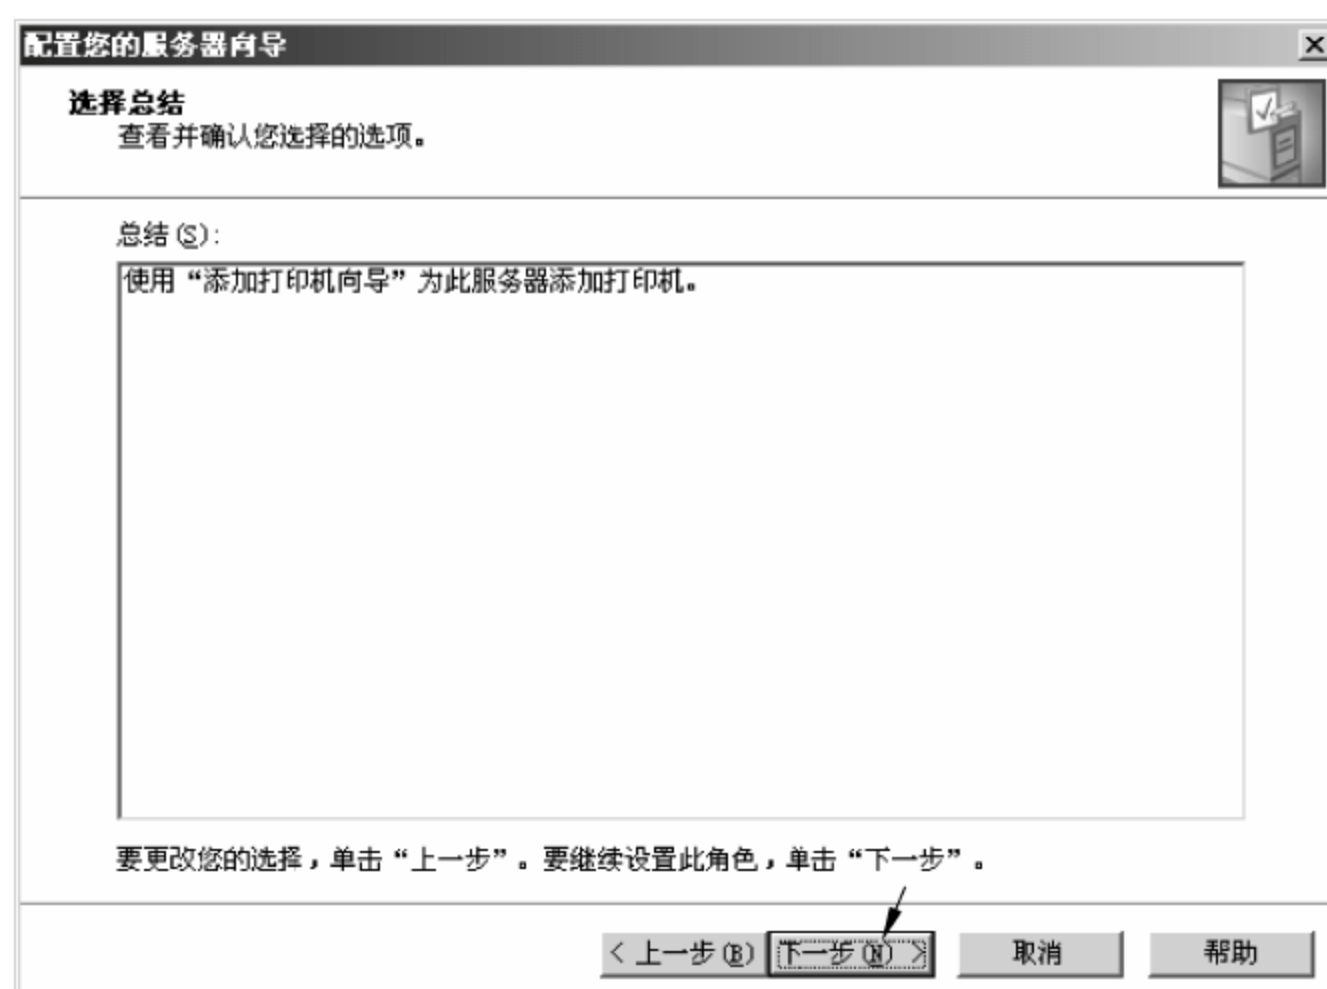 配置您的服务器向导
选择总结
查看并确认您选择的选项。
总结(S):
使用“添加打印机向导”为此服务器添加打印机。
要更改您的选择，单击“上一步”。要继续设置此角色，单击“下一步”。
< 上一步(B) 下一步(N) > 取消 帮助